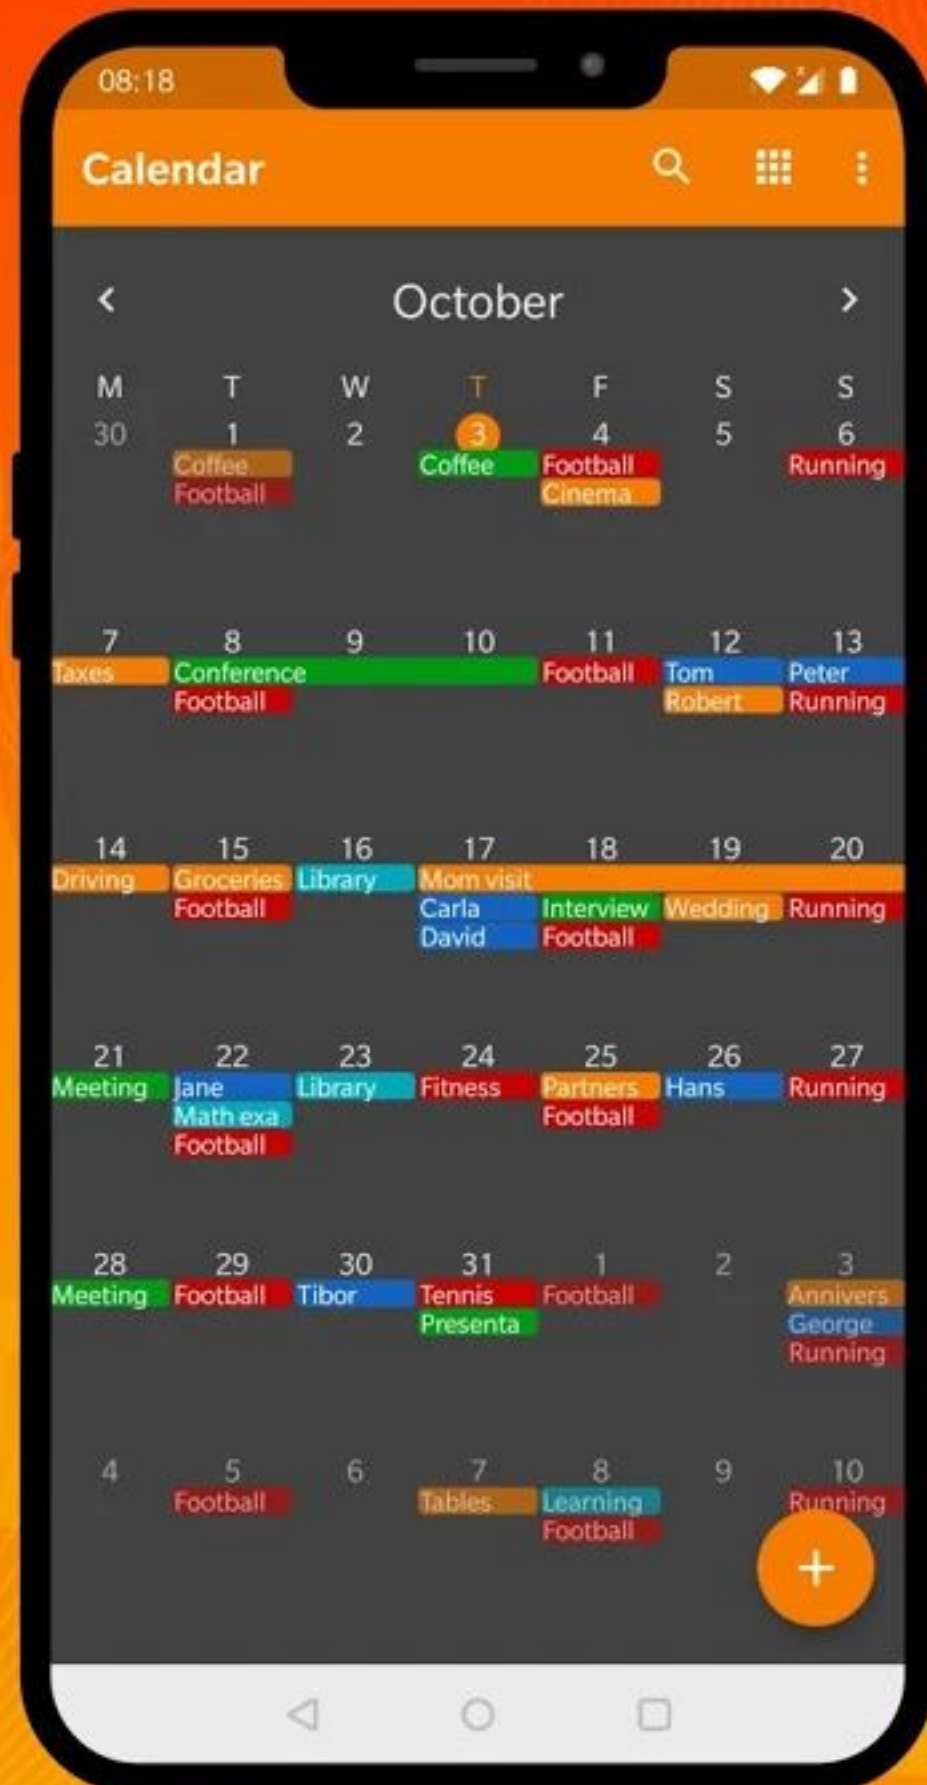 08:18
Calendar
October
M T W T F S S
30 1 2 3 4 5 6
Coffee Coffee Football Running
Football Cinema
7 8 9 10 11 12 13
Taxes Conference Football Tom Peter
Football Robert Running
14 15 16 17 18 19 20
Driving Groceries Library Mom visit
Football Carla Interview Wedding Running
David Football
21 22 23 24 25 26 27
Meeting Jane Library Fitness Partners Hans Running
Math exa Football
Football
28 29 30 31 1 2 3
Meeting Football Tibor Tennis Football Annivers
Presenta George
Running
4 5 6 7 8 9 10
Football Tables Learning Running
Football
+